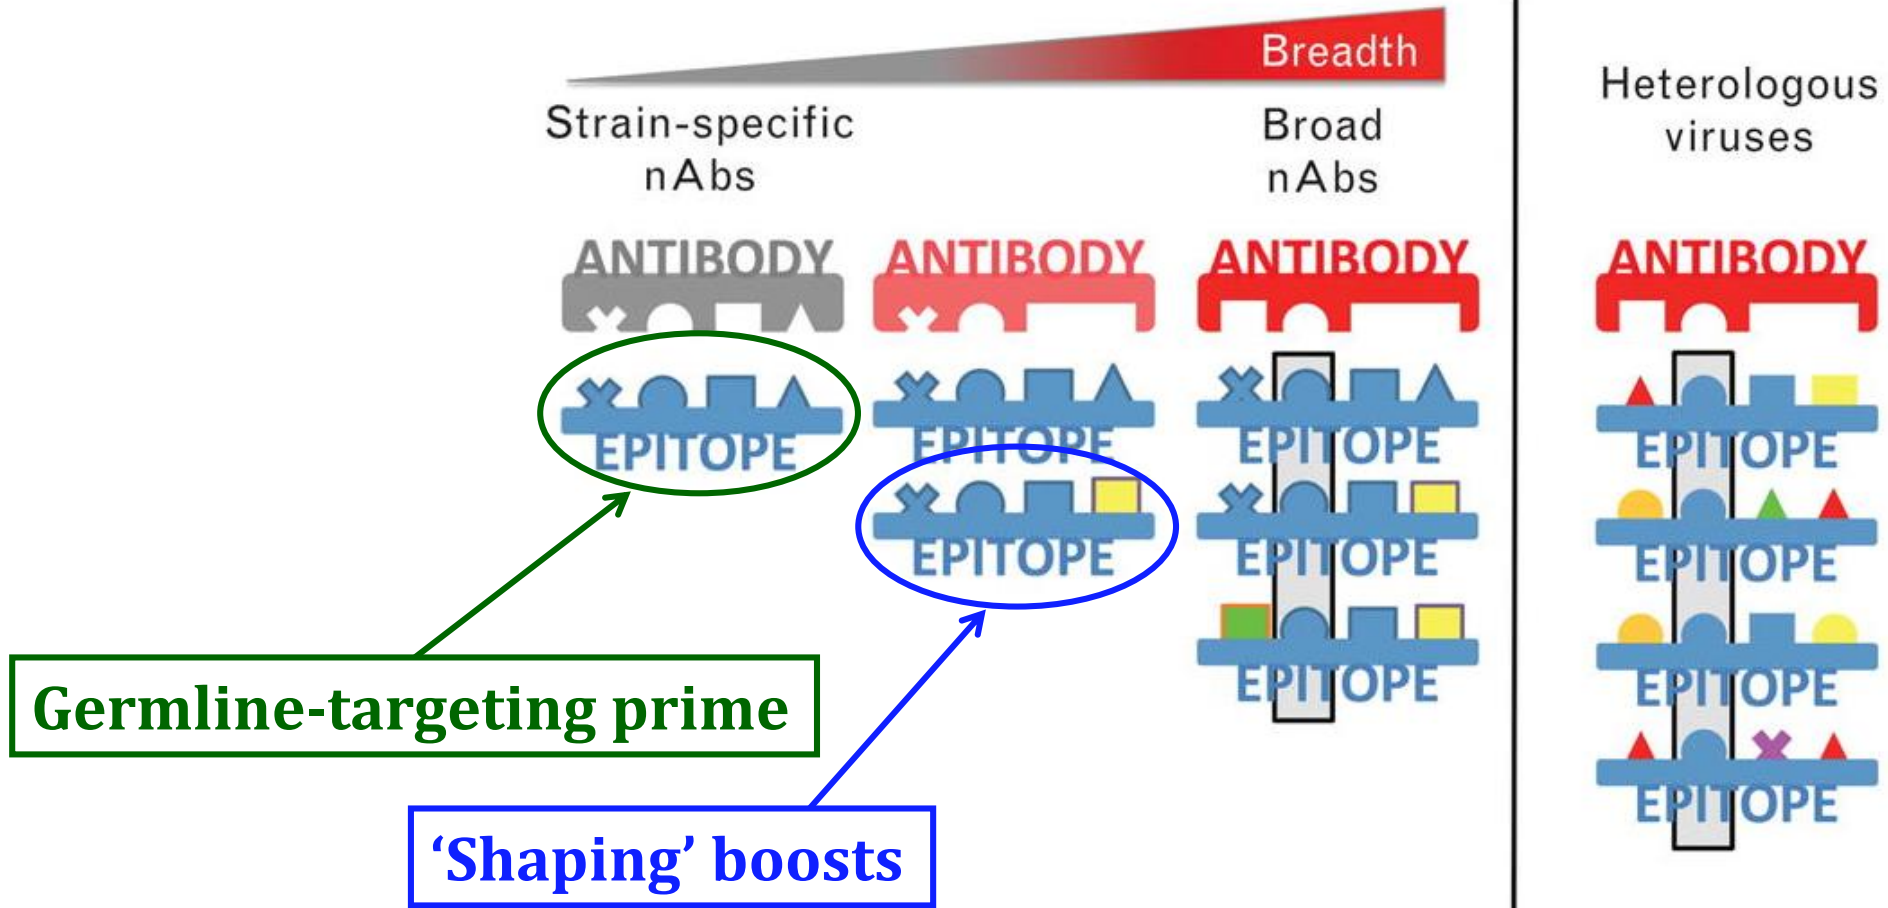 Breadth
Strain-specific
nAbs
Broad
nAbs
Heterologous
viruses
ANTIBODY
ANTIBODY
ANTIBODY
ANTIBODY
EPITOPE
EPITOPE
EPITOPE
EPITOPE
EPITOPE
EPITOPE
EPITOPE
EPITOPE
EPITOPE
EPITOPE
Germline-targeting prime
‘Shaping’ boosts